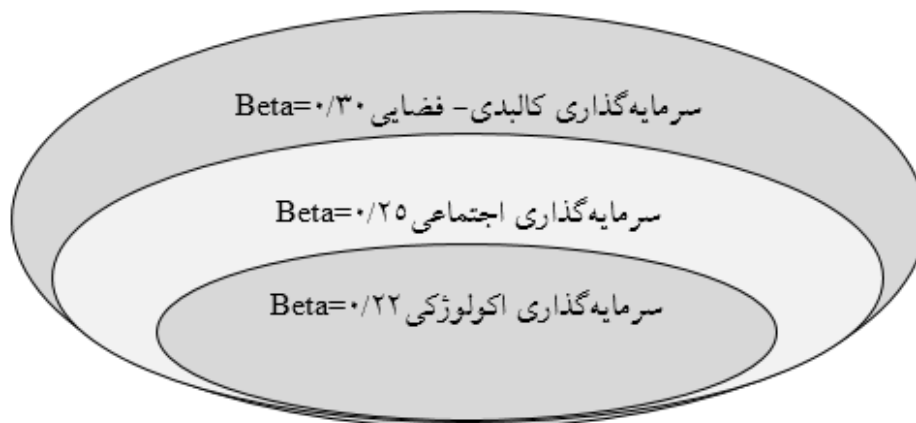 سرمایه‌گذاری کالبدی- فضایی Beta=۰/۳۰
سرمایه‌گذاری اجتماعی Beta=۰/۲۵
سرمایه‌گذاری اکولوژکی Beta=۰/۲۲